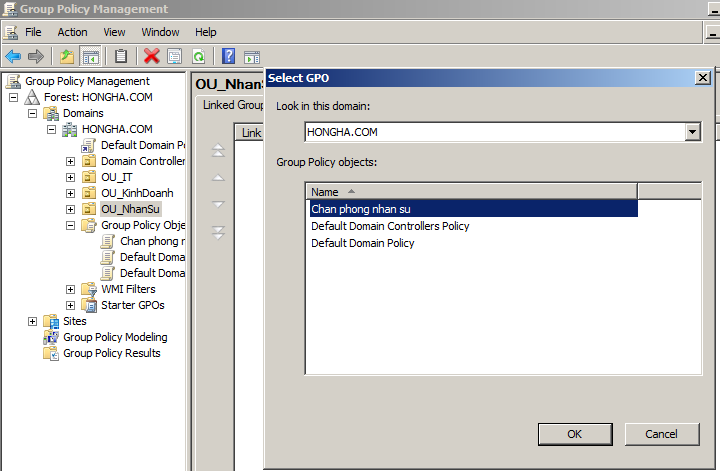 Group Policy Management
File Action View Window Help
Group Policy Management
Forest: HONGHA.COM
Domains
HONGHA.COM
Default Domain Po
Domain Controller
OU_IT
OU_KinhDoanh
OU_NhanSu
Group Policy Obje
Chan phong n
Default Doma
Default Doma
WMI Filters
Starter GPOs
Sites
Group Policy Modeling
Group Policy Results
OU_NhanS
Linked Group
Link
Select GPO
Look in this domain:
HONGHA.COM
Group Policy objects:
Name
Chan phong nhan su
Default Domain Controllers Policy
Default Domain Policy
OK Cancel